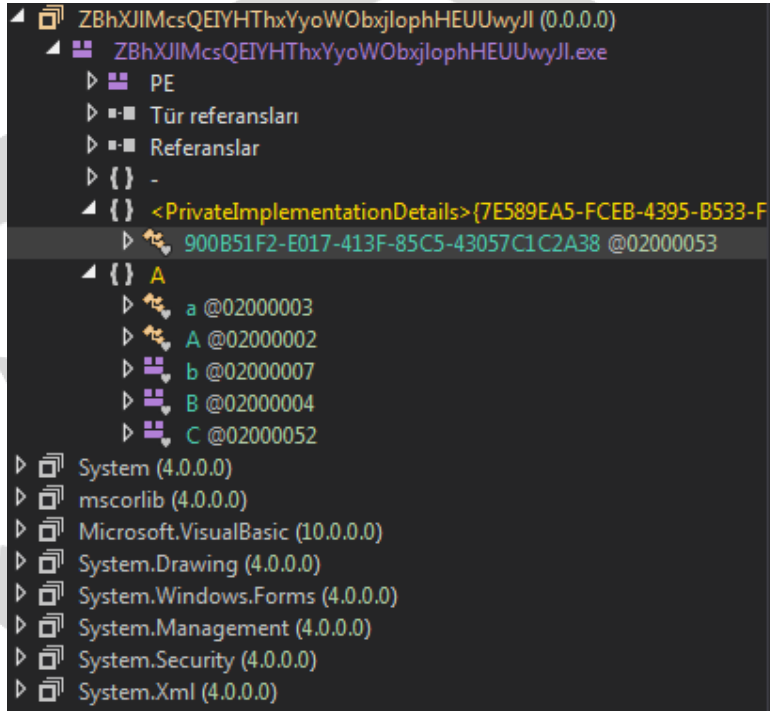 ZBhXJIMcsQEIYHThxYyoWObxjIophHEUUwyJI (0.0.0.0)
ZBhXJIMcsQEIYHThxYyoWObxjIophHEUUwyJI.exe
PE
Tür referansları
Referanslar
{ } -
{ } <PrivateImplementationDetails>{7E589EA5-FCEB-4395-B533-F
900B51F2-E017-413F-85C5-43057C1C2A38 @02000053
{ } A
a @02000003
A @02000002
b @02000007
B @02000004
C @02000052
System (4.0.0.0)
mscorlib (4.0.0.0)
Microsoft.VisualBasic (10.0.0.0)
System.Drawing (4.0.0.0)
System.Windows.Forms (4.0.0.0)
System.Management (4.0.0.0)
System.Security (4.0.0.0)
System.Xml (4.0.0.0)